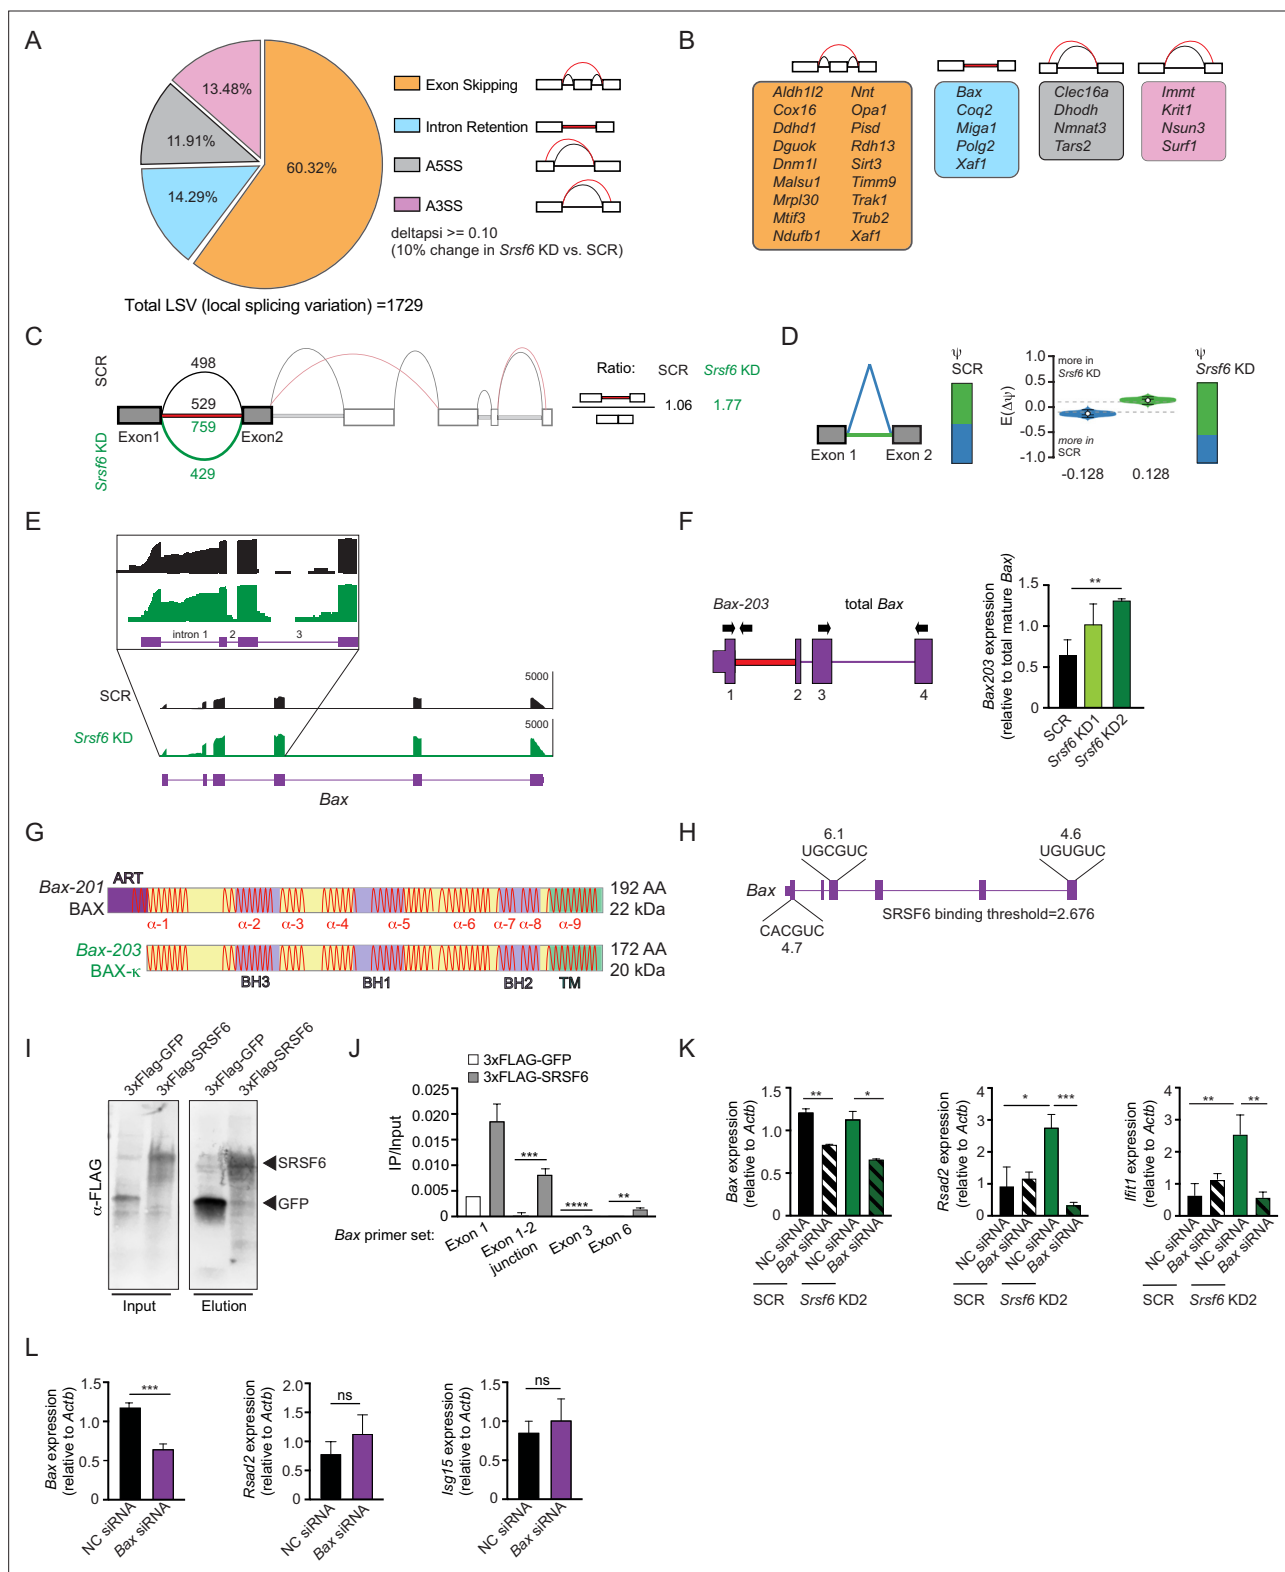 A
13.48%
11.91%
14.29%
60.32%
Exon Skipping
Intron Retention
A5SS
A3SS
deltapsi >= 0.10
(10% change in Srsf6 KD vs. SCR)
Total LSV (local splicing variation) =1729
B
Aldh1l2 Nnt
Cox16 Opa1
Ddhd1 Pisd
Dguok Rdh13
Dnm1l Sirt3
Malsu1 Timm9
Mrpl30 Trak1
Mtif3 Trub2
Ndufb1 Xaf1
Bax
Coq2
Miga1
Polg2
Xaf1
Clec16a
Dhodh
Nmnat3
Tars2
Immt
Krit1
Nsun3
Surf1
C
SCR
Srsf6 KD
498
529
759
429
Exon1
Exon2
Ratio: SCR Srsf6 KD
1.06 1.77
D
Exon 1 Exon 2
ψ
SCR
E(Δψ)
1.0
0.5
0.0
-0.5
-1.0
more in
Srsf6 KD
more in
SCR
-0.128 0.128
ψ
Srsf6 KD
E
intron 1 2 3
SCR
5000
Srsf6 KD
5000
Bax
F
Bax-203 total Bax
1 2 3 4
Bax203 expression
(relative to total mature Bax)
1.5
1.0
0.5
0
**
SCR
Srsf6 KD1
Srsf6 KD2
G
ART
Bax-201
BAX
192 AA
22 kDa
α-1 α-2 α-3 α-4 α-5 α-6 α-7 α-8 α-9
Bax-203
BAX-κ
172 AA
20 kDa
BH3 BH1 BH2 TM
H
6.1
UGCGUC
4.6
UGUGUC
Bax
SRSF6 binding threshold=2.676
CACGUC
4.7
I
3xFlag-GFP
3xFlag-SRSF6
3xFlag-GFP
3xFlag-SRSF6
α-FLAG
SRSF6
GFP
Input Elution
J
3xFLAG-GFP
3xFLAG-SRSF6
IP/Input
0.025
0.020
0.015
0.010
0.005
0
***
****
**
Bax primer set:
Exon 1
Exon 1-2
junction
Exon 3
Exon 6
K
Bax expression
(relative to Actb)
1.5
1.0
0.5
0
** *
NC siRNA
Bax siRNA
NC siRNA
Bax siRNA
SCR Srsf6 KD2
Rsad2 expression
(relative to Actb)
4
3
2
1
0
* ***
NC siRNA
Bax siRNA
NC siRNA
Bax siRNA
SCR Srsf6 KD2
Ifit1 expression
(relative to Actb)
4
3
2
1
0
** **
NC siRNA
Bax siRNA
NC siRNA
Bax siRNA
SCR Srsf6 KD2
L
Bax expression
(relative to Actb)
1.5
1.0
0.5
0
***
NC siRNA
Bax siRNA
Rsad2 expression
(relative to Actb)
2.0
1.5
1.0
0.5
0
ns
NC siRNA
Bax siRNA
Isg15 expression
(relative to Actb)
1.5
1.0
0.5
0
ns
NC siRNA
Bax siRNA